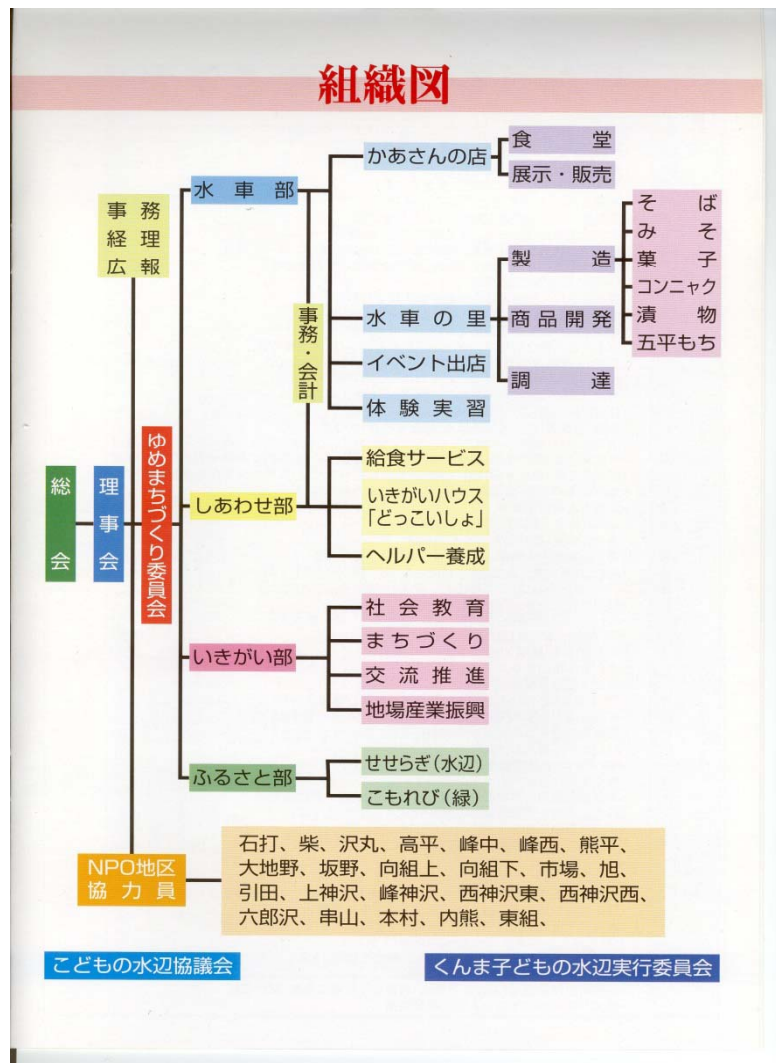 組織図
かあさんの店
食堂
展示・販売
水車部
事務
経理
広報
そば
みそ
菓子
コンニャク
漬物
五平もち
製造
商品開発
調達
水車の里
イベント出店
体験実習
事務・会計
総会
理事会
ゆめまちづくり委員会
しあわせ部
給食サービス
いきがいハウス
「どっこいしょ」
ヘルパー養成
いきがい部
社会教育
まちづくり
交流推進
地場産業振興
ふるさと部
せせらぎ(水辺)
こもれび(緑)
NPO地区
協力員
石打、柴、沢丸、高平、峰中、峰西、熊平、
大地野、坂野、向組上、向組下、市場、旭、
引田、上神沢、峰神沢、西神沢東、西神沢西、
六郎沢、串山、本村、内熊、東組、
こどもの水辺協議会
くんま子どもの水辺実行委員会